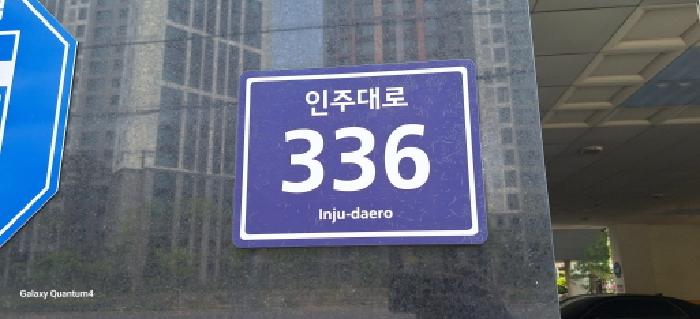 인주대로
336
Inju-daero
Galaxy Quantum4